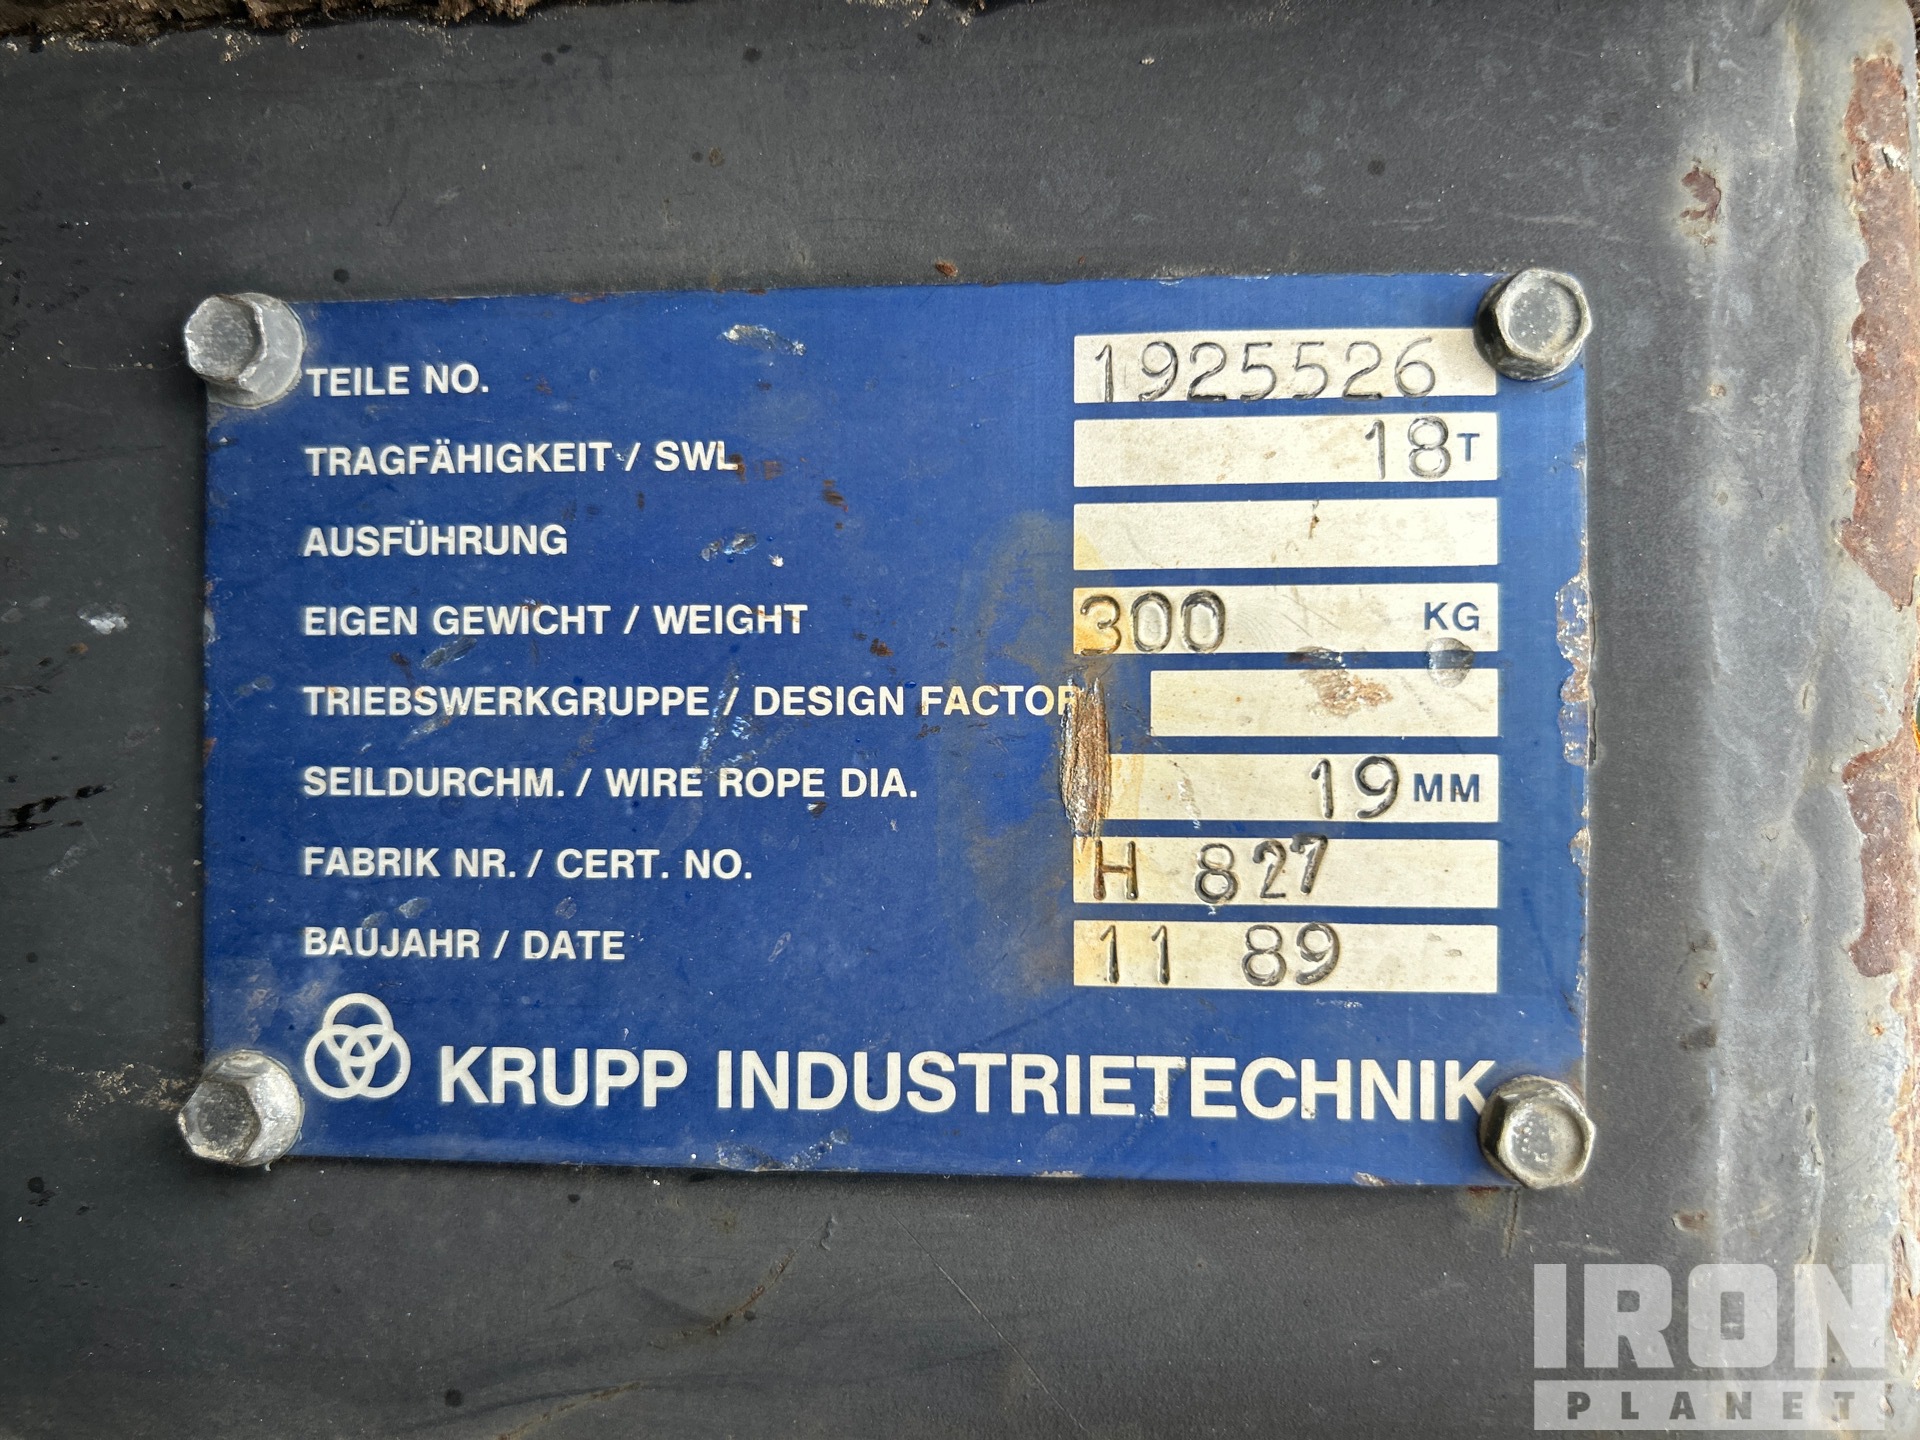 TEILE NO. 1925526
TRAGFÄHIGKEIT / SWL 18 T
AUSFÜHRUNG
EIGEN GEWICHT / WEIGHT 300 KG
TRIEBSWERKGRUPPE / DESIGN FACTOR
SEILDURCHM. / WIRE ROPE DIA. 19 MM
FABRIK NR. / CERT. NO. H 827
BAUJAHR / DATE 11 89
KRUPP INDUSTRIETECHNIK
IRON
PLANET